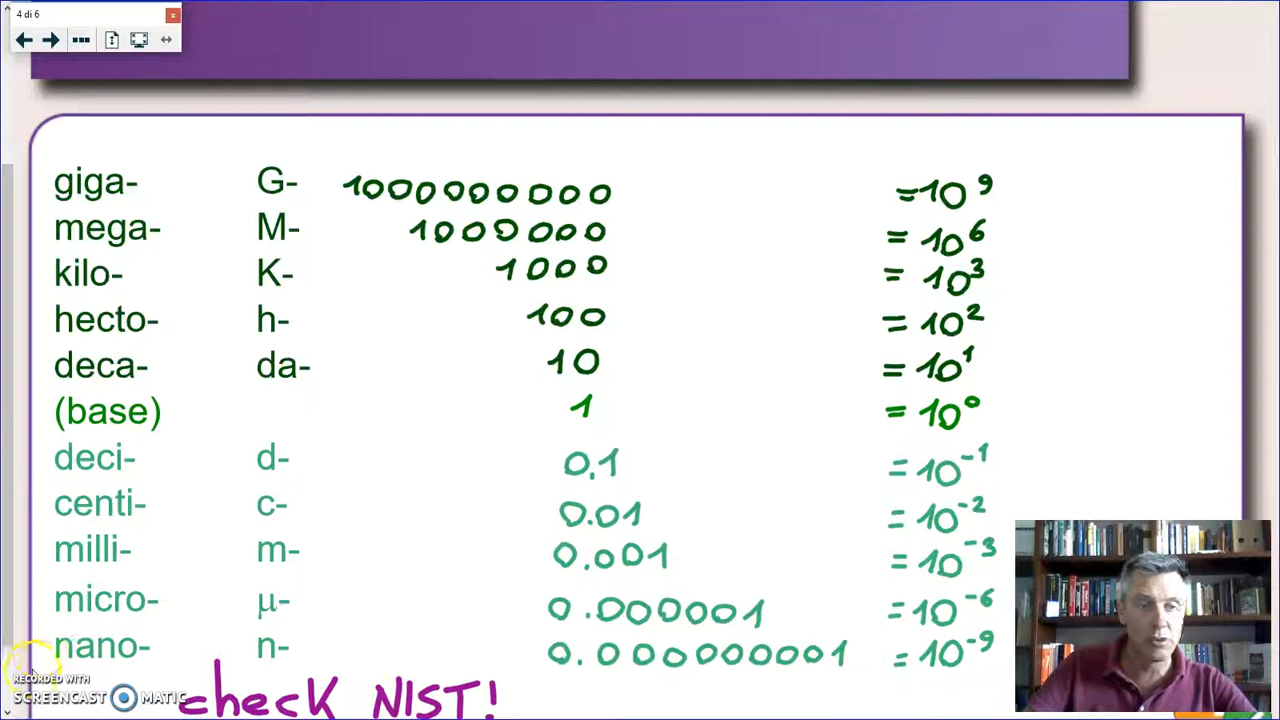 4 di 6
giga- G- 1000000000 =10⁹
mega- M- 1000000 = 10⁶
kilo- K- 1000 = 10³
hecto- h- 100 = 10²
deca- da- 10 = 10¹
(base) 1 = 10⁰
deci- d- 0,1 = 10⁻¹
centi- c- 0.01 = 10⁻²
milli- m- 0.001 = 10⁻³
micro- μ- 0.000001 =10⁻⁶
nano- n- 0.000000001 =10⁻⁹
check NIST!
RECORDED WITH
SCREENCAST MATIC